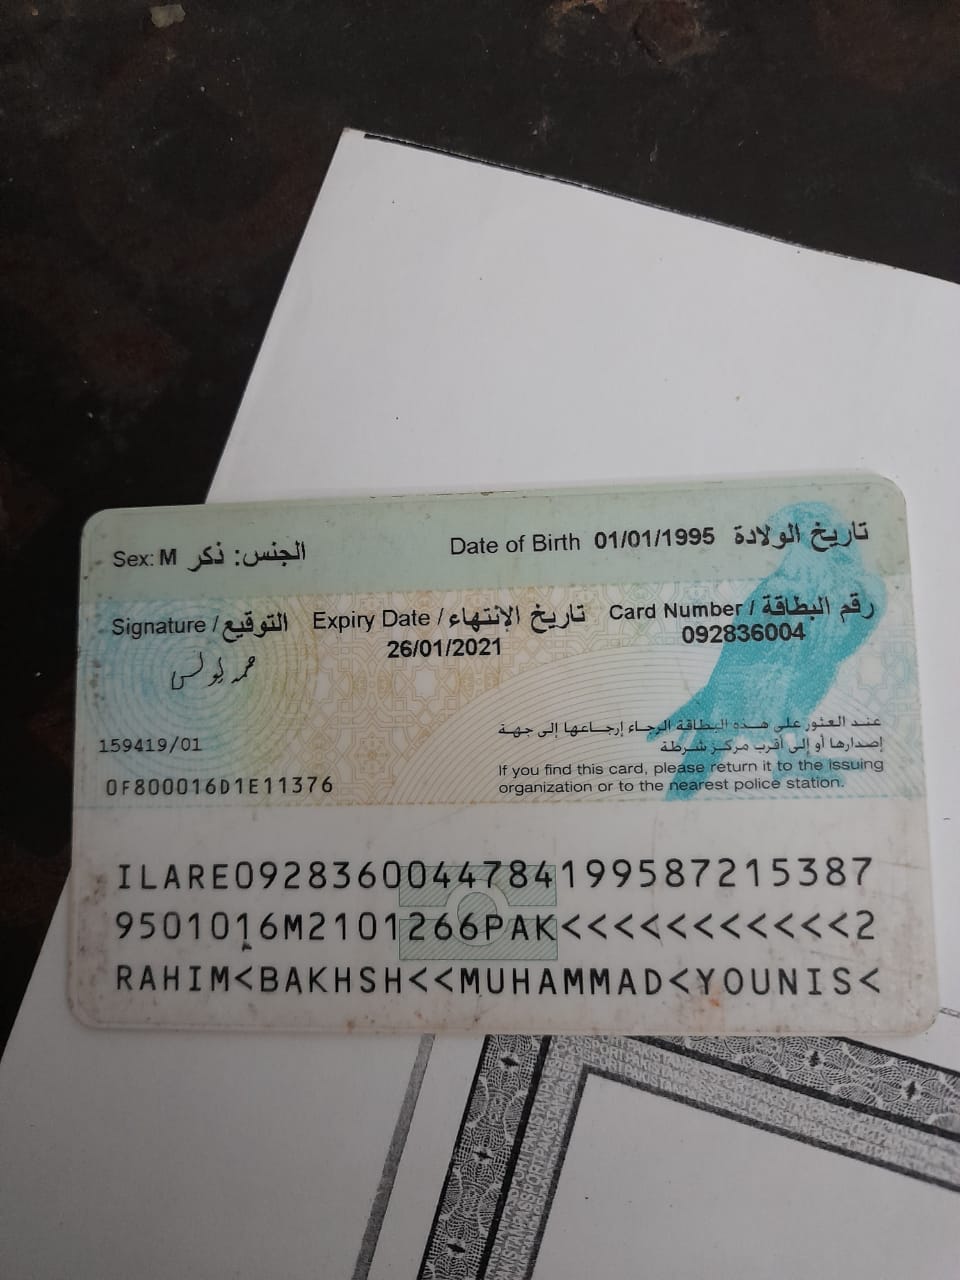 Sex: M الجنس: ذكر
Date of Birth 01/01/1995 تاريخ الولادة
Signature / التوقيع
Expiry Date / تاريخ الإنتهاء
26/01/2021
Card Number / رقم البطاقة
092836004
عند العثور على هذه البطاقة الرجاء إرجاعها إلى جهة
إصدارها أو إلى أقرب مركز شرطة
If you find this card, please return it to the issuing
organization or to the nearest police station.
159419/01
0F800016D1E11376
ILARE0928360044784199587215387
9501016M2101266PAK<<<<<<<<<<<2
RAHIM<BAKHSH<<MUHAMMAD<YOUNIS<